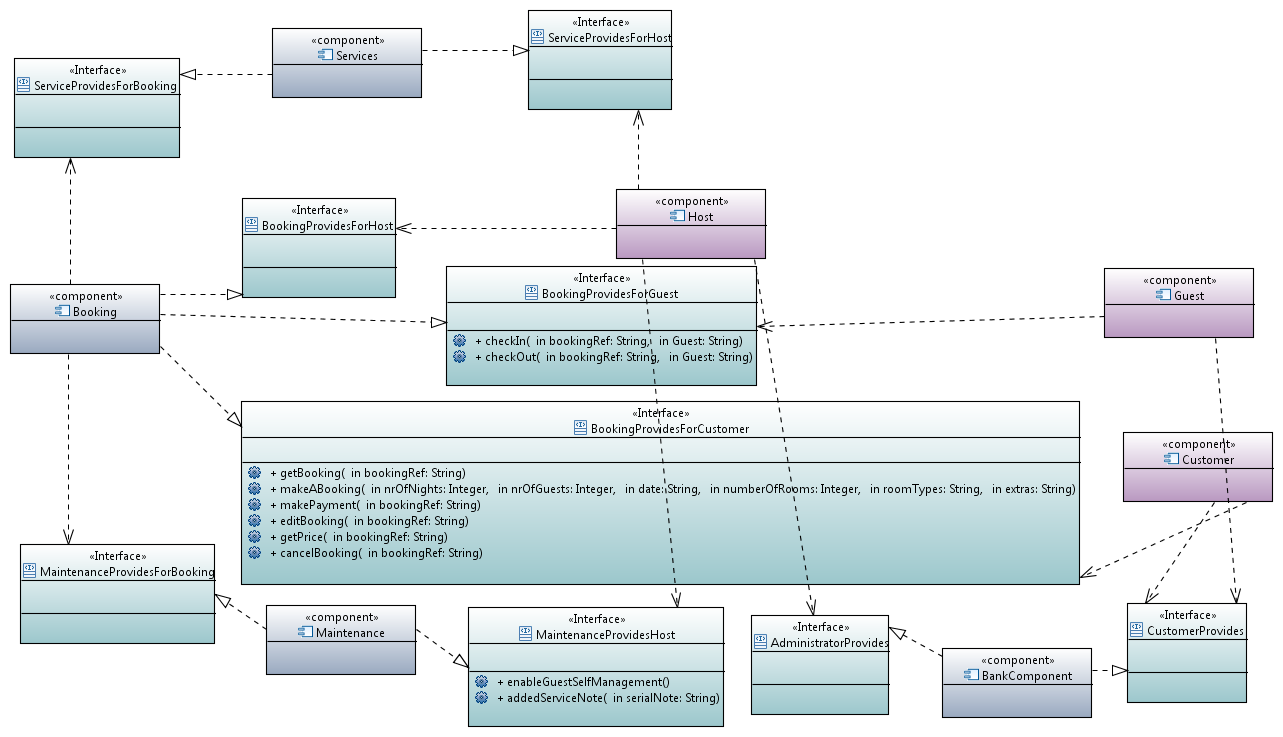 «Interface»
ServiceProvidesForHost
«component»
Services
«Interface»
ServiceProvidesForBooking
«component»
Host
«Interface»
BookingProvidesForHost
«Interface»
BookingProvidesForGuest
+ checkIn( in bookingRef: String, in Guest: String)
+ checkOut( in bookingRef: String, in Guest: String)
«component»
Guest
«component»
Booking
«Interface»
BookingProvidesForCustomer
+ getBooking( in bookingRef: String)
+ makeABooking( in nrOfNights: Integer, in nrOfGuests: Integer, in date: String, in numberOfRooms: Integer, in roomTypes: String, in extras: String)
+ makePayment( in bookingRef: String)
+ editBooking( in bookingRef: String)
+ getPrice( in bookingRef: String)
+ cancelBooking( in bookingRef: String)
«component»
Customer
«Interface»
MaintenanceProvidesForBooking
«component»
Maintenance
«Interface»
MaintenanceProvidesHost
+ enableGuestSelfManagement()
+ addedServiceNote( in serialNote: String)
«Interface»
AdministratorProvides
«component»
BankComponent
«Interface»
CustomerProvides